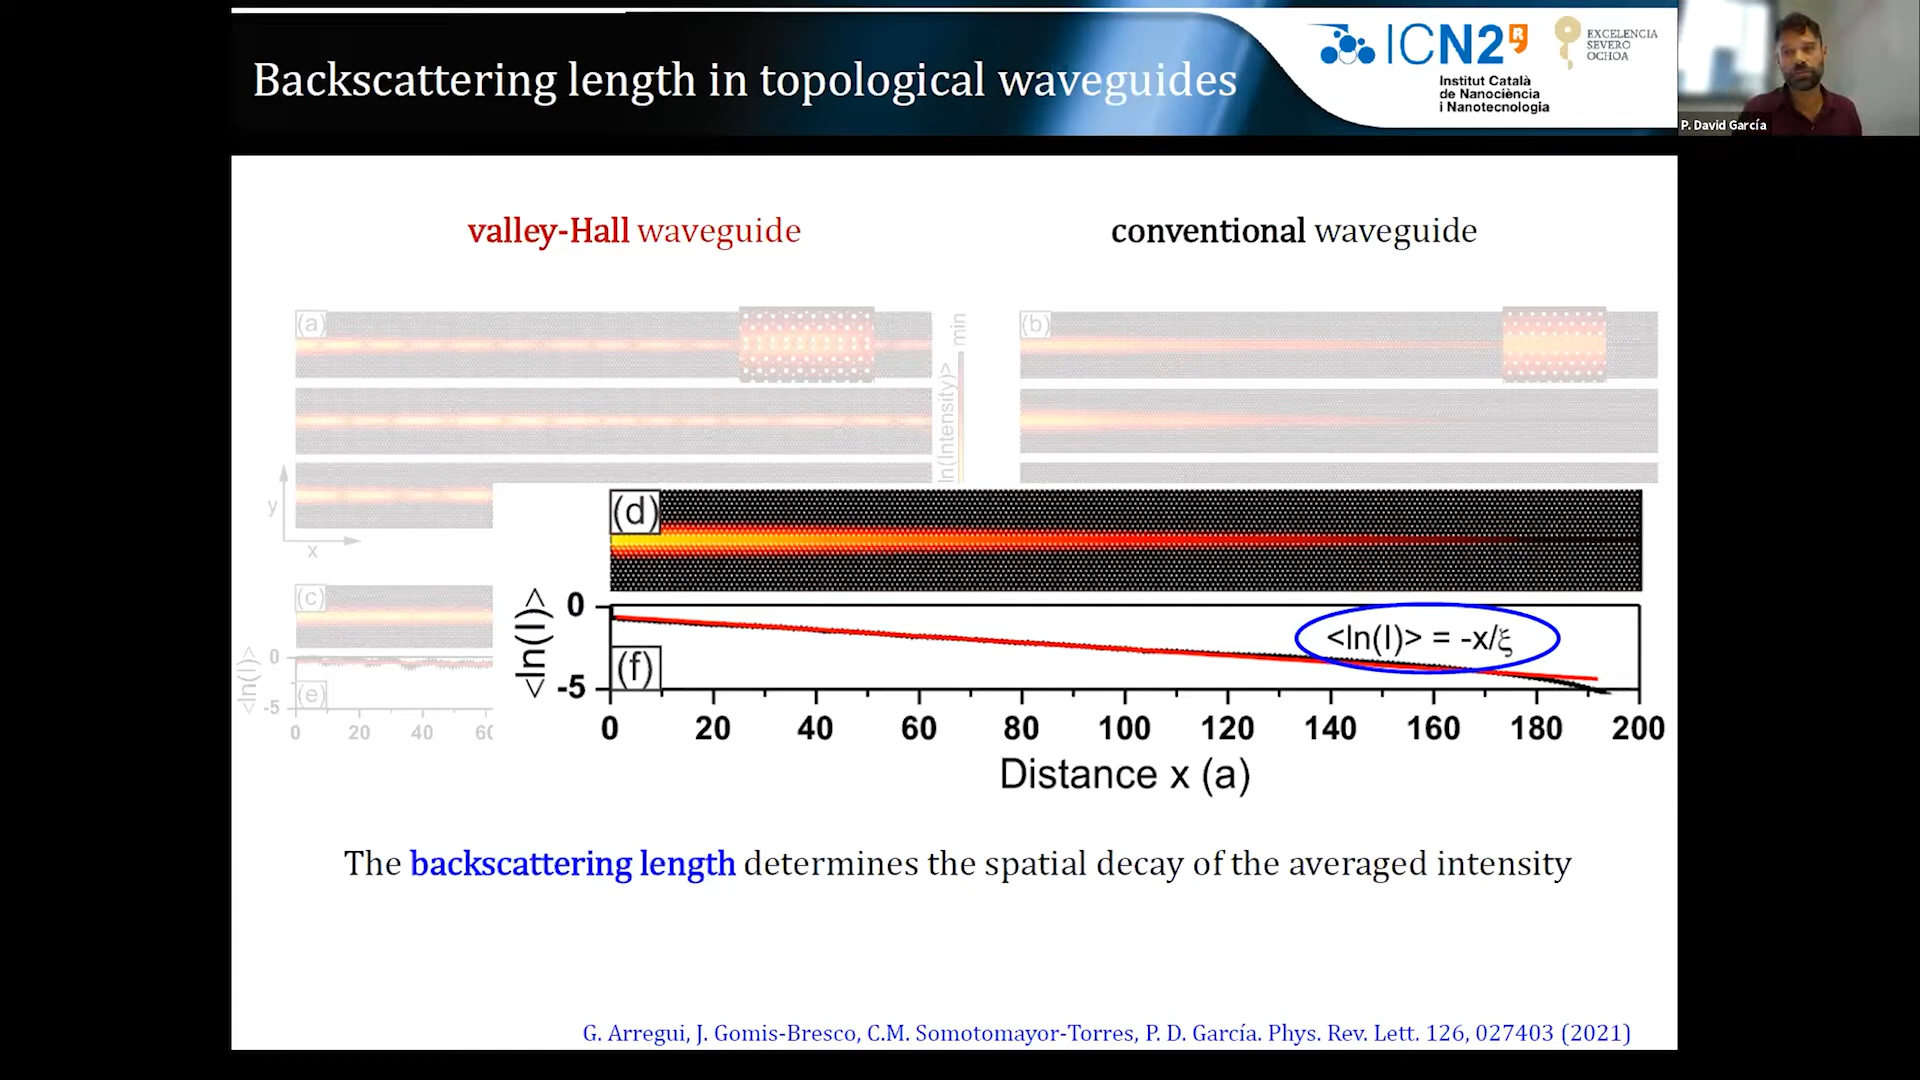 Backscattering length in topological waveguides
ICN2
R
Institut Català
de Nanociència
i Nanotecnologia
EXCELENCIA
SEVERO
OCHOA
P. David García
valley-Hall waveguide
conventional waveguide
(a)
min
ln(Intensity)>
(b)
y
x
(d)
(c)
<ln(I)>
0
-5
(e)
0 20 40 60
<ln(I)>
0
-5
(f)
<ln(I)> = -x/ξ
0 20 40 60 80 100 120 140 160 180 200
Distance x (a)
The backscattering length determines the spatial decay of the averaged intensity
G. Arregui, J. Gomis-Bresco, C.M. Somotomayor-Torres, P. D. García. Phys. Rev. Lett. 126, 027403 (2021)